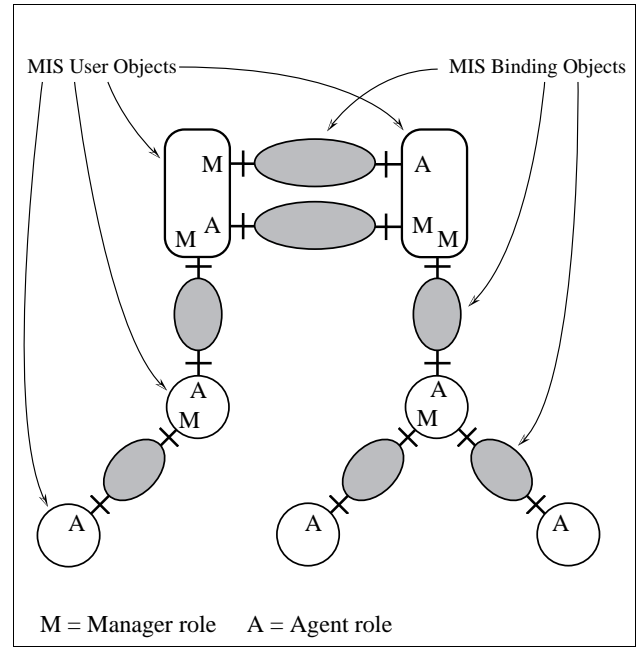 MIS User Objects MIS Binding Objects
M A
M A M M
A A
M M
A A A
M = Manager role A = Agent role